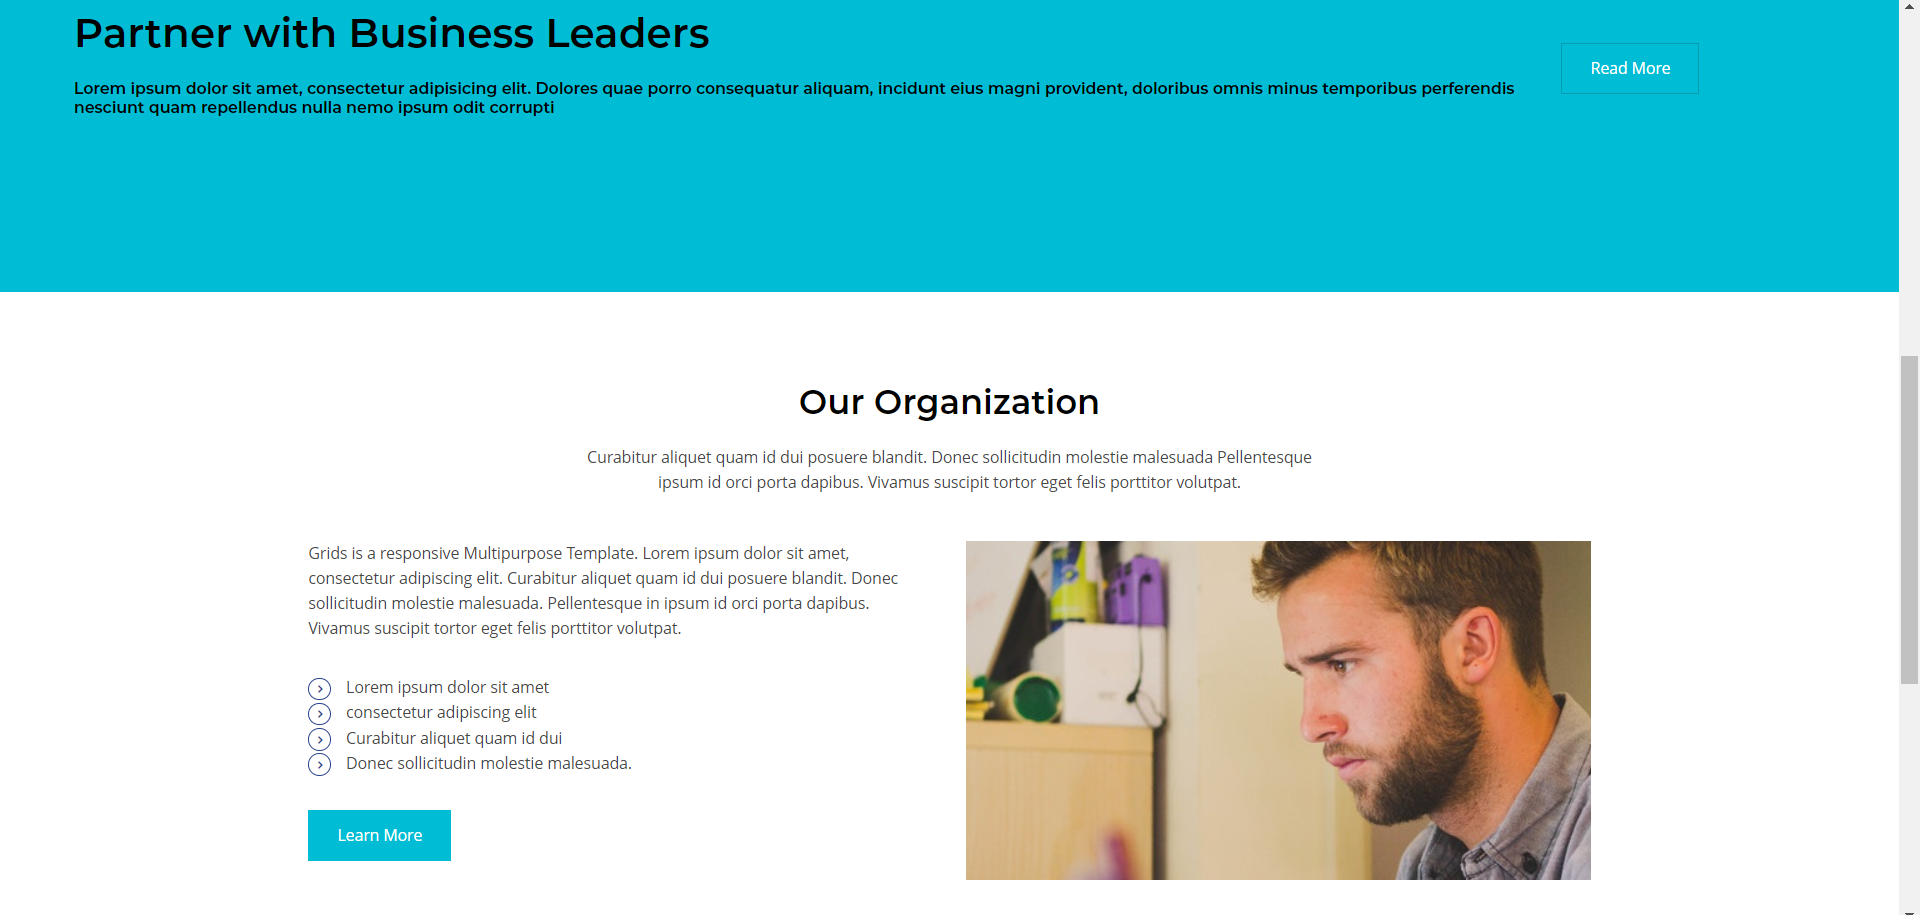 Partner with Business Leaders
Read More
Lorem ipsum dolor sit amet, consectetur adipisicing elit. Dolores quae porro consequatur aliquam, incidunt eius magni provident, doloribus omnis minus temporibus perferendis
nesciunt quam repellendus nulla nemo ipsum odit corrupti
Our Organization
Curabitur aliquet quam id dui posuere blandit. Donec sollicitudin molestie malesuada Pellentesque
ipsum id orci porta dapibus. Vivamus suscipit tortor eget felis porttitor volutpat.
Grids is a responsive Multipurpose Template. Lorem ipsum dolor sit amet,
consectetur adipiscing elit. Curabitur aliquet quam id dui posuere blandit. Donec
sollicitudin molestie malesuada. Pellentesque in ipsum id orci porta dapibus.
Vivamus suscipit tortor eget felis porttitor volutpat.
Lorem ipsum dolor sit amet
consectetur adipiscing elit
Curabitur aliquet quam id dui
Donec sollicitudin molestie malesuada.
Learn More